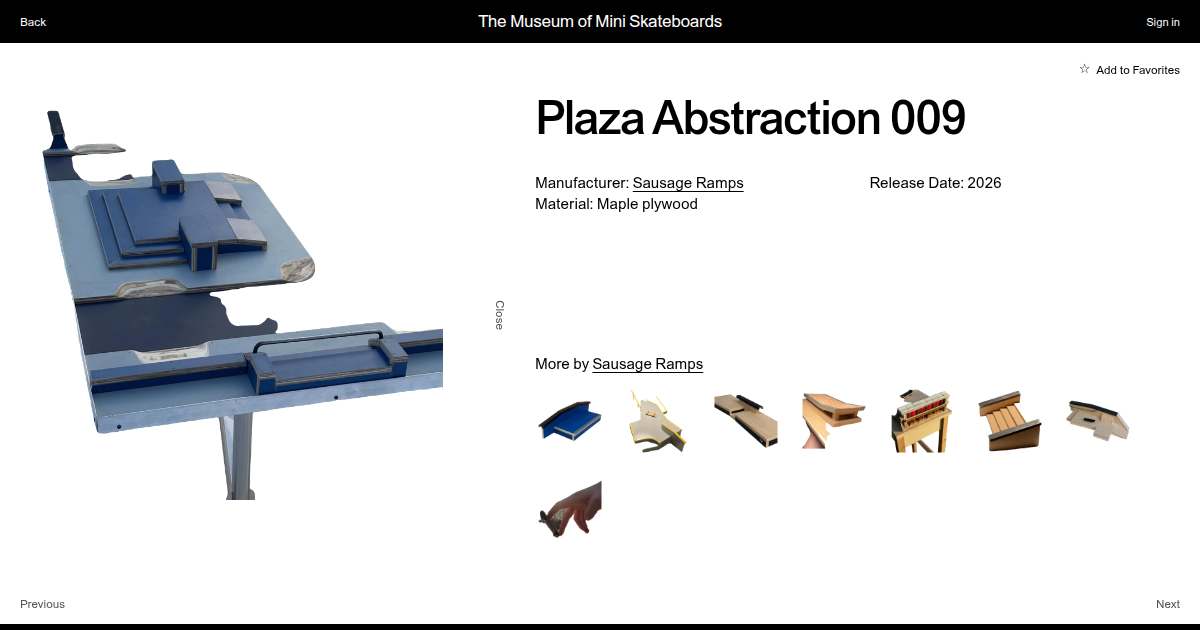 Back
The Museum of Mini Skateboards
Sign in
☆ Add to Favorites
Plaza Abstraction 009
Manufacturer: Sausage Ramps
Release Date: 2026
Material: Maple plywood
Close
More by Sausage Ramps
Previous
Next